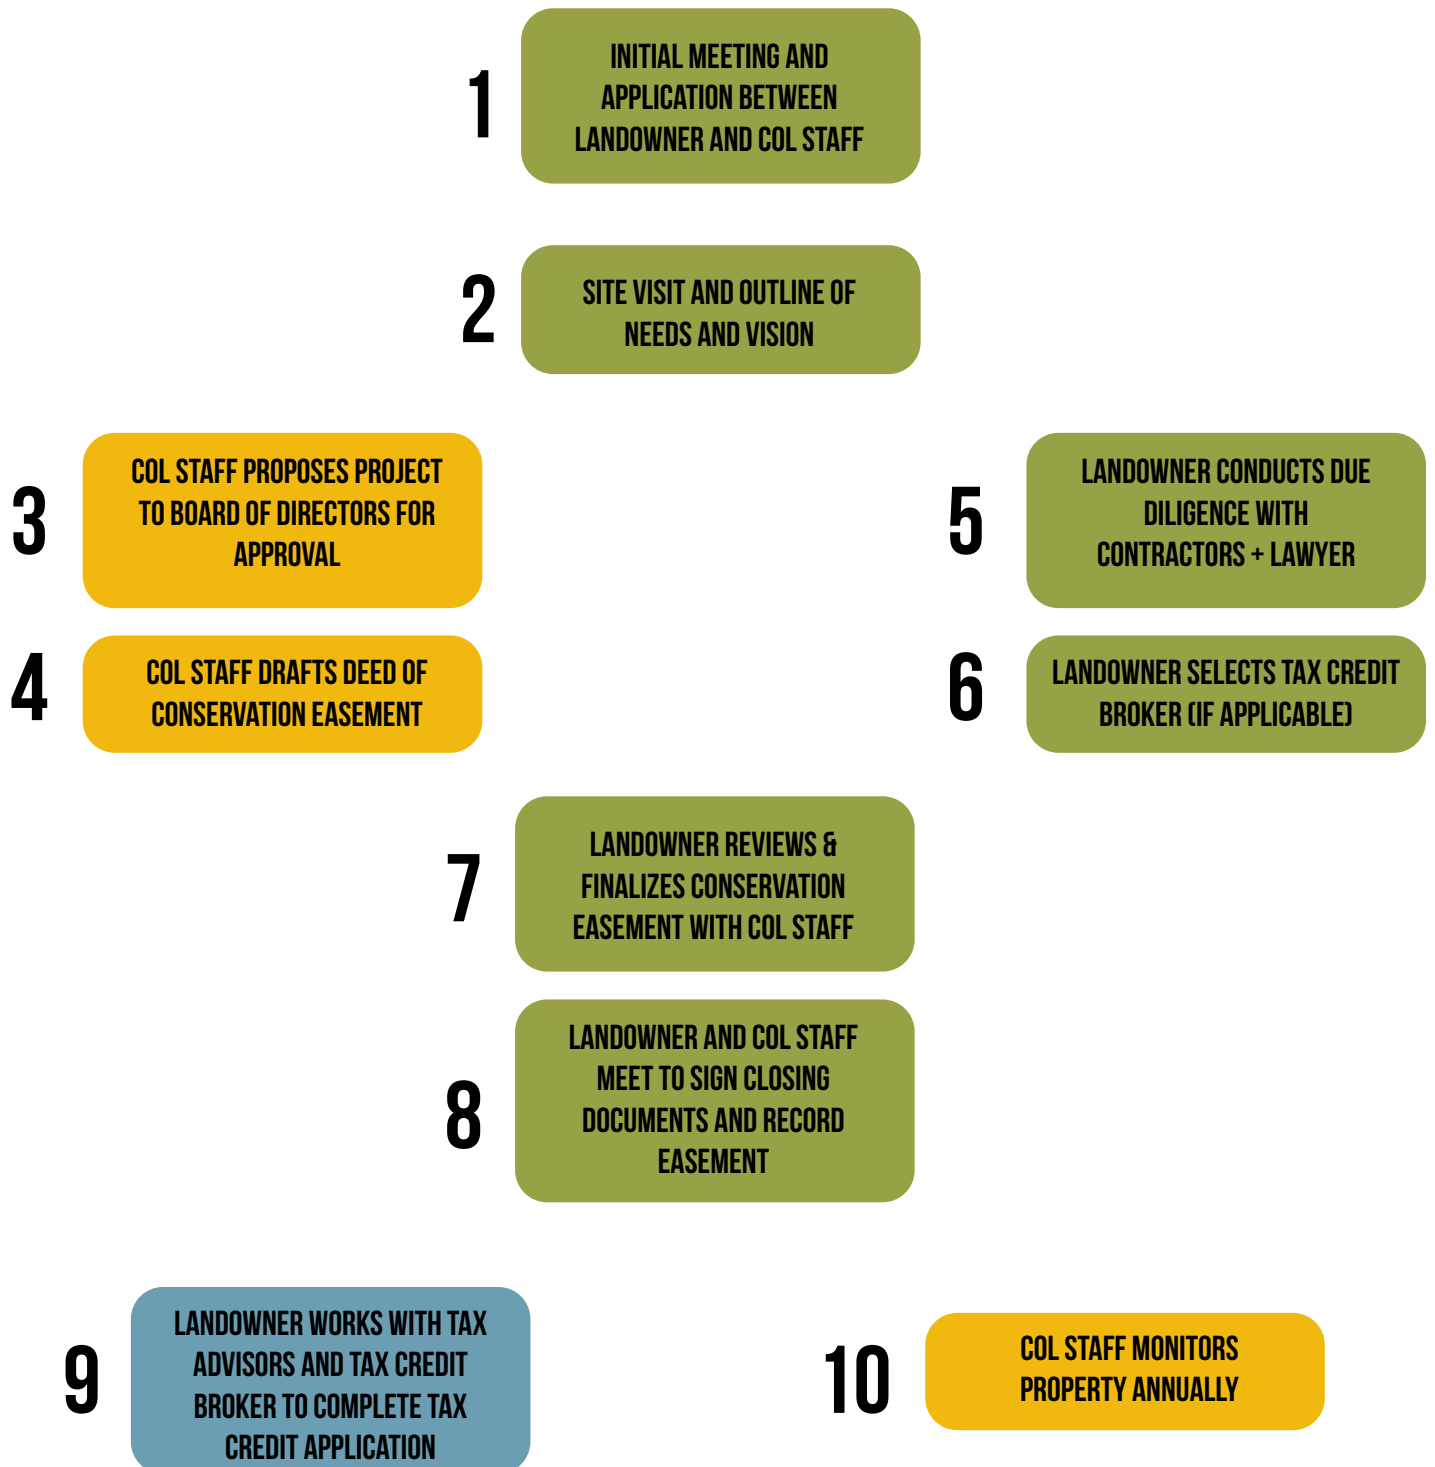 1
INITIAL MEETING AND
APPLICATION BETWEEN
LANDOWNER AND COL STAFF
2
SITE VISIT AND OUTLINE OF
NEEDS AND VISION
3
COL STAFF PROPOSES PROJECT
TO BOARD OF DIRECTORS FOR
APPROVAL
4
COL STAFF DRAFTS DEED OF
CONSERVATION EASEMENT
5
LANDOWNER CONDUCTS DUE
DILIGENCE WITH
CONTRACTORS + LAWYER
6
LANDOWNER SELECTS TAX CREDIT
BROKER (IF APPLICABLE)
7
LANDOWNER REVIEWS &
FINALIZES CONSERVATION
EASEMENT WITH COL STAFF
8
LANDOWNER AND COL STAFF
MEET TO SIGN CLOSING
DOCUMENTS AND RECORD
EASEMENT
9
LANDOWNER WORKS WITH TAX
ADVISORS AND TAX CREDIT
BROKER TO COMPLETE TAX
CREDIT APPLICATION
10
COL STAFF MONITORS
PROPERTY ANNUALLY